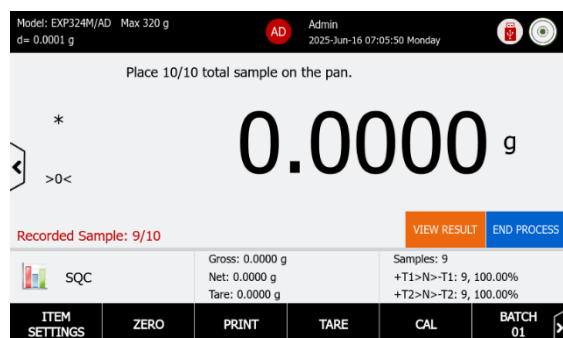 Model: EXP324M/AD Max 320 g
d= 0.0001 g
AD
Admin
2025-Jun-16 07:05:50 Monday
Place 10/10 total sample on the pan.
*
>0<
0.0000 g
Recorded Sample: 9/10
VIEW RESULT
END PROCESS
SQC
Gross: 0.0000 g
Net: 0.0000 g
Tare: 0.0000 g
Samples: 9
+T1>N>-T1: 9, 100.00%
+T2>N>-T2: 9, 100.00%
ITEM
SETTINGS
ZERO
PRINT
TARE
CAL
BATCH
01